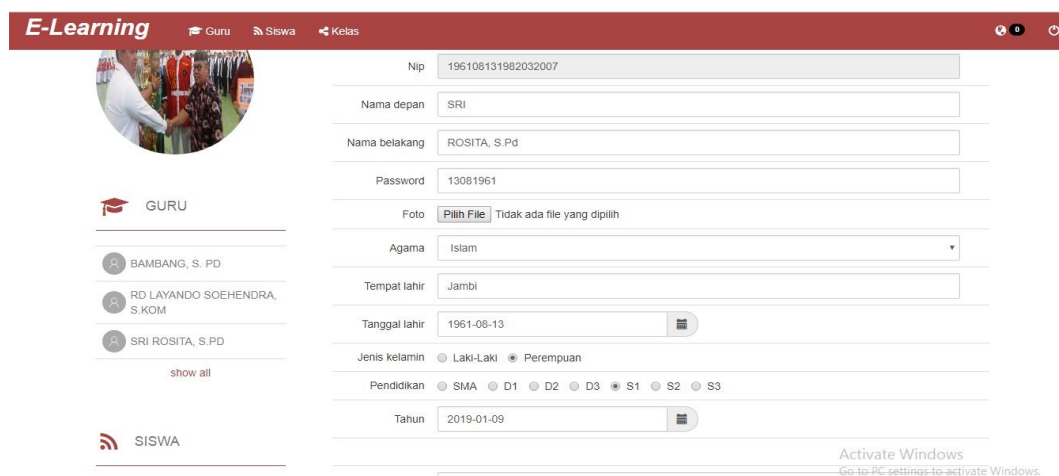 E-Learning Guru Siswa Kelas 0
Nip 196108131982032007
Nama depan SRI
Nama belakang ROSITA, S.Pd
Password 13081961
Foto Pilih File Tidak ada file yang dipilih
Agama Islam
Tempat lahir Jambi
Tanggal lahir 1961-08-13
Jenis kelamin Laki-Laki Perempuan
Pendidikan SMA D1 D2 D3 S1 S2 S3
Tahun 2019-01-09
GURU
BAMBANG, S. PD
RD LAYANDO SOEHENDRA,
S.KOM
SRI ROSITA, S.PD
show all
SISWA
Activate Windows
Go to PC settings to activate Windows.